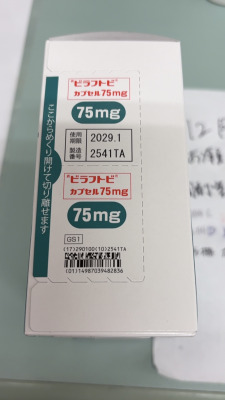 ここからめくり開けて切り離せます
ビラフトビ
カプセル75mg
75mg
使用期限 2029.1
製造番号 2541TA
ビラフトビ
カプセル75mg
75mg
GS1
(17)290100(10)2541TA
(01)14987039482836